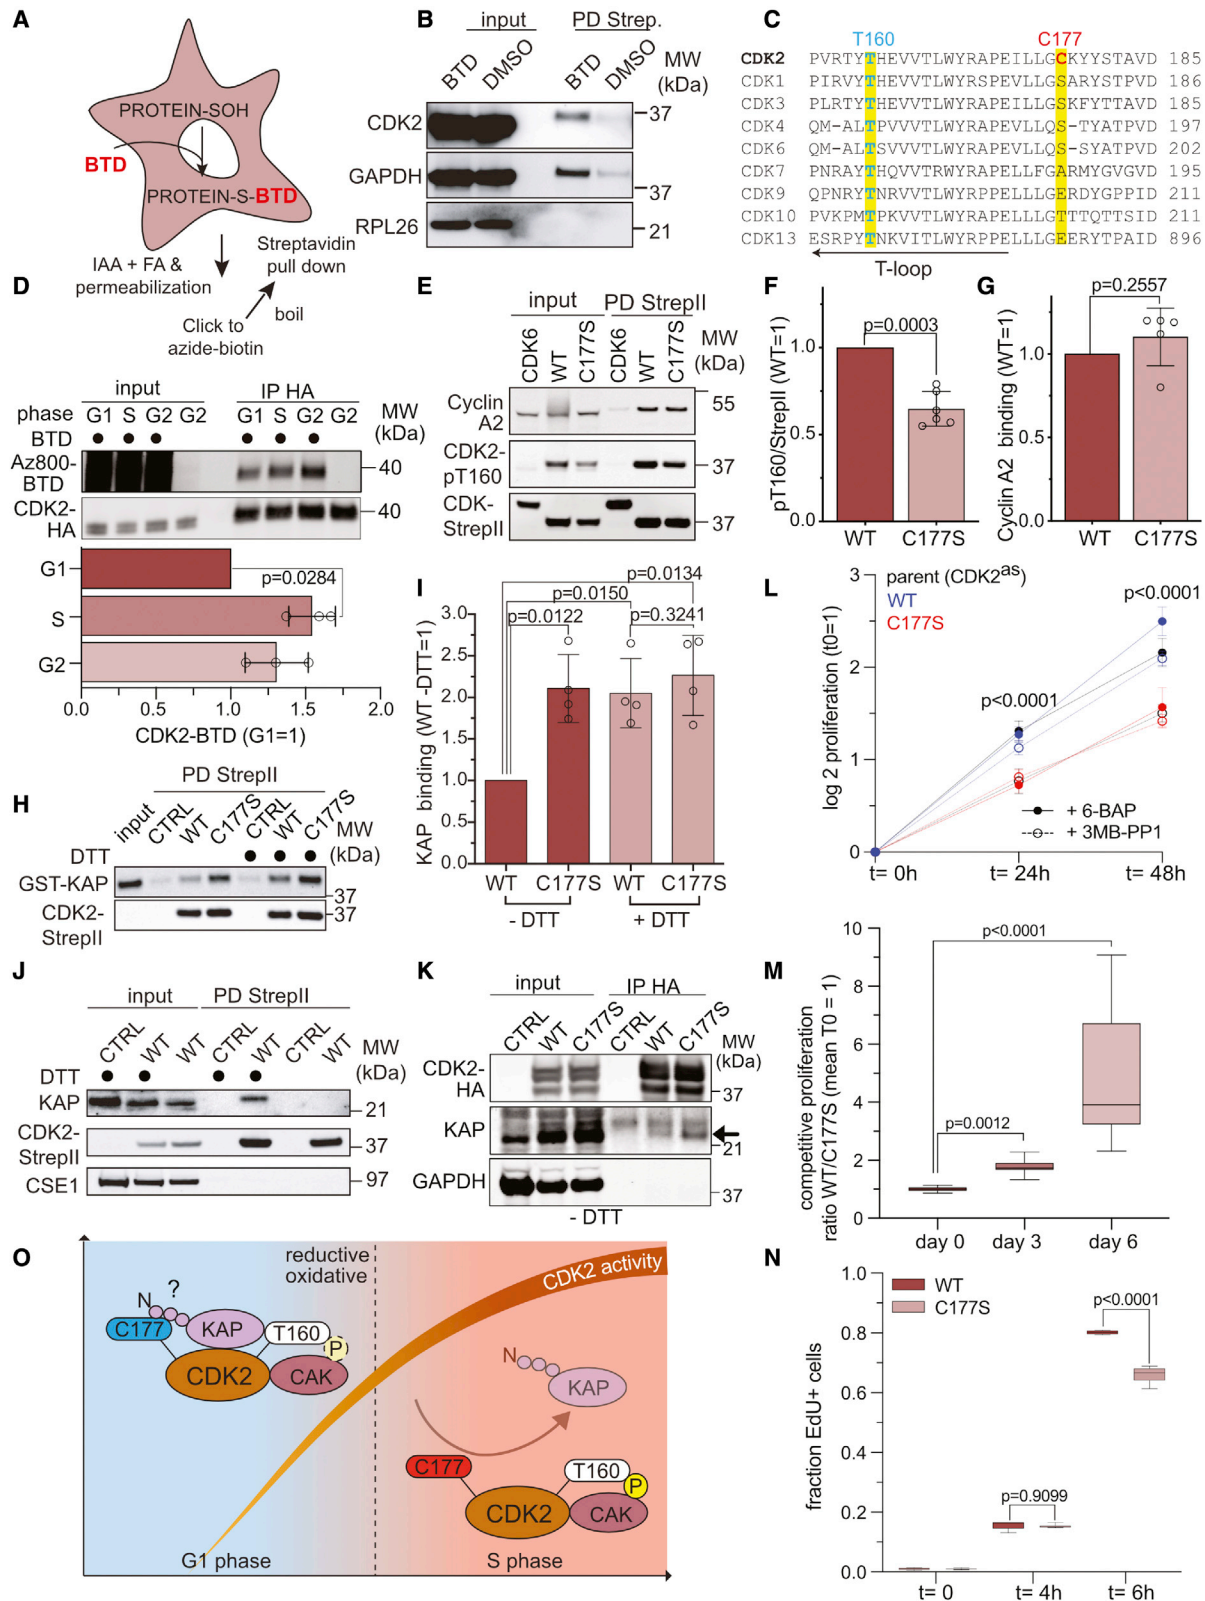 A
PROTEIN-SOH
BTD
PROTEIN-S-BTD
IAA + FA &
permeabilization
Streptavidin
pull down
Click to
azide-biotin
boil
B
input
PD Strep.
BTD
DMSO
BTD
DMSO
MW
(kDa)
CDK2
37
GAPDH
37
RPL26
21
C
T160
C177
CDK2 PVRTYTHEVVTLWYRAPEILLGCKYYSTAVD 185
CDK1 PIRVYTHEVVTLWYRSPEVLLGSARYSTPVD 186
CDK3 PLRTYTHEVVTLWYRAPEILLGSKFYTTAVD 185
CDK4 QM-ALTPVVVTLWYRAPEVLLQS-TYATPVD 197
CDK6 QM-ALTSVVVTLWYRAPEVLLQS-SYATPVD 202
CDK7 PNRAYTHQVVTRWYRAPELLFGARMYGVGVD 195
CDK9 QPNRYTNRVVTLWYRPPELLLGERDYGPPID 211
CDK10 PVKPMTPKVVTLWYRAPELLLGTTTQTTSID 211
CDK13 ESRPYTNKVITLWYRPPELLLGEERYTPAID 896
T-loop
D
input
IP HA
phase G1 S G2 G2 G1 S G2 G2
MW
(kDa)
BTD
Az800-
BTD
40
CDK2-
HA
40
G1
p=0.0284
S
G2
0.0 0.5 1.0 1.5 2.0
CDK2-BTD (G1=1)
E
input
PD StrepII
CDK6
WT
C177S
CDK6
WT
C177S
MW
(kDa)
Cyclin
A2
55
CDK2-
pT160
37
CDK-
StrepII
37
F
pT160/StrepII (WT=1)
p=0.0003
1.0
0.5
0.0
WT C177S
G
Cyclin A2 binding (WT=1)
p=0.2557
1.0
0.5
0.0
WT C177S
H
PD StrepII
input
CTRL
WT
C177S
CTRL
WT
C177S
MW
(kDa)
DTT
GST-KAP
37
CDK2-
StrepII
37
I
KAP binding (WT -DTT=1)
p=0.0134
p=0.0150
p=0.0122
p=0.3241
3.0
2.5
2.0
1.5
1.0
0.5
0.0
WT C177S WT C177S
- DTT + DTT
L
log 2 proliferation (t0=1)
parent (CDK2as)
WT
C177S
p<0.0001
p<0.0001
3
2
1
0
+ 6-BAP
+ 3MB-PP1
t= 0h t= 24h t= 48h
J
input
PD StrepII
CTRL
WT
WT
CTRL
WT
CTRL
WT
MW
(kDa)
DTT
KAP
21
CDK2-
StrepII
37
CSE1
97
K
input
IP HA
CTRL
WT
C177S
CTRL
WT
C177S
MW
(kDa)
CDK2-
HA
37
KAP
21
GAPDH
37
- DTT
M
competitive proliferation
ratio WT/C177S (mean T0 = 1)
p<0.0001
p=0.0012
10
8
6
4
2
0
day 0 day 3 day 6
O
reductive
oxidative
CDK2 activity
N
?
C177
KAP
T160
P
CDK2
CAK
N
KAP
C177
T160
P
CDK2
CAK
G1 phase
S phase
N
fraction EdU+ cells
WT
C177S
p<0.0001
p=0.9099
1.0
0.8
0.6
0.4
0.2
0.0
t= 0 t= 4h t= 6h